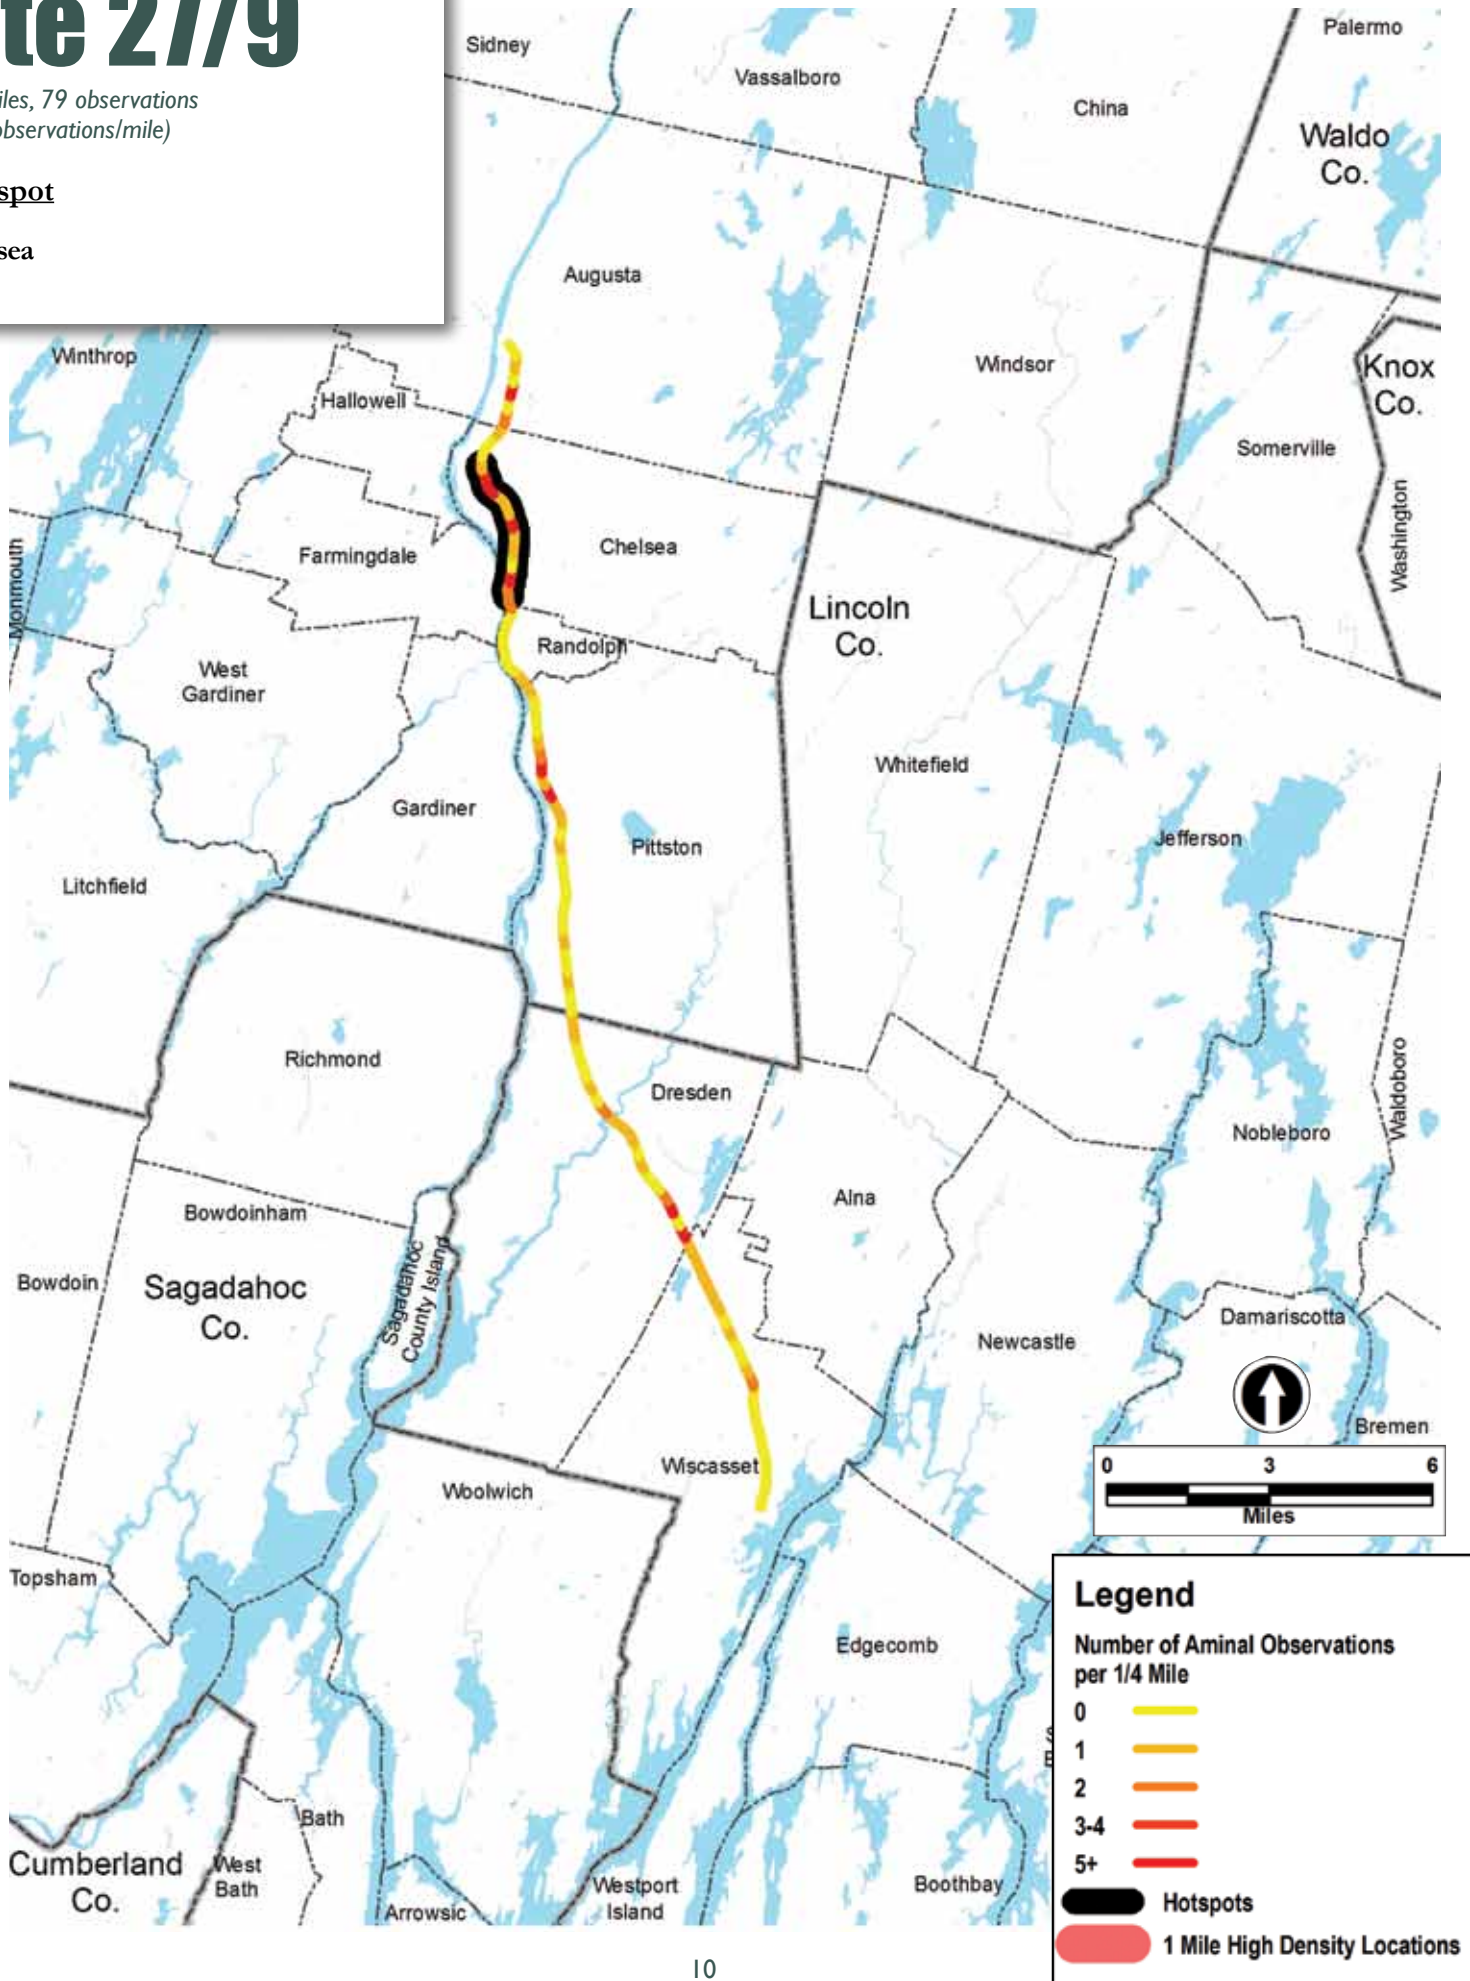 te 27/9
iles, 79 observations
observations/mile)
spot
sea
Sidney
Vassalboro
China
Palermo
Waldo
Co.
Augusta
Winthrop
Hallowell
Windsor
Knox
Co.
Somerville
Washington
Monmouth
Farmingdale
Chelsea
Lincoln
Co.
Randolph
West
Gardiner
Whitefield
Gardiner
Pittston
Jefferson
Litchfield
Richmond
Dresden
Waldoboro
Nobleboro
Alna
Bowdoinham
Sagadahoc
County Island
Bowdoin
Sagadahoc
Co.
Damariscotta
Newcastle
Bremen
Wiscasset
Woolwich
0 3 6
Miles
Topsham
Edgecomb
Bath
West
Bath
Cumberland
Co.
Arrowsic
Westport
Island
Boothbay
S
E
Legend
Number of Aminal Observations
per 1/4 Mile
0
1
2
3-4
5+
Hotspots
1 Mile High Density Locations
10